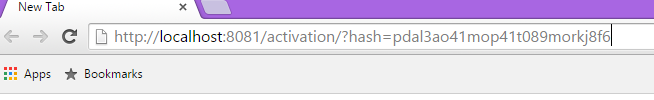 New Tab
http://localhost:8081/activation/?hash=pdal3ao41mop41t089morkj8f6
Apps Bookmarks